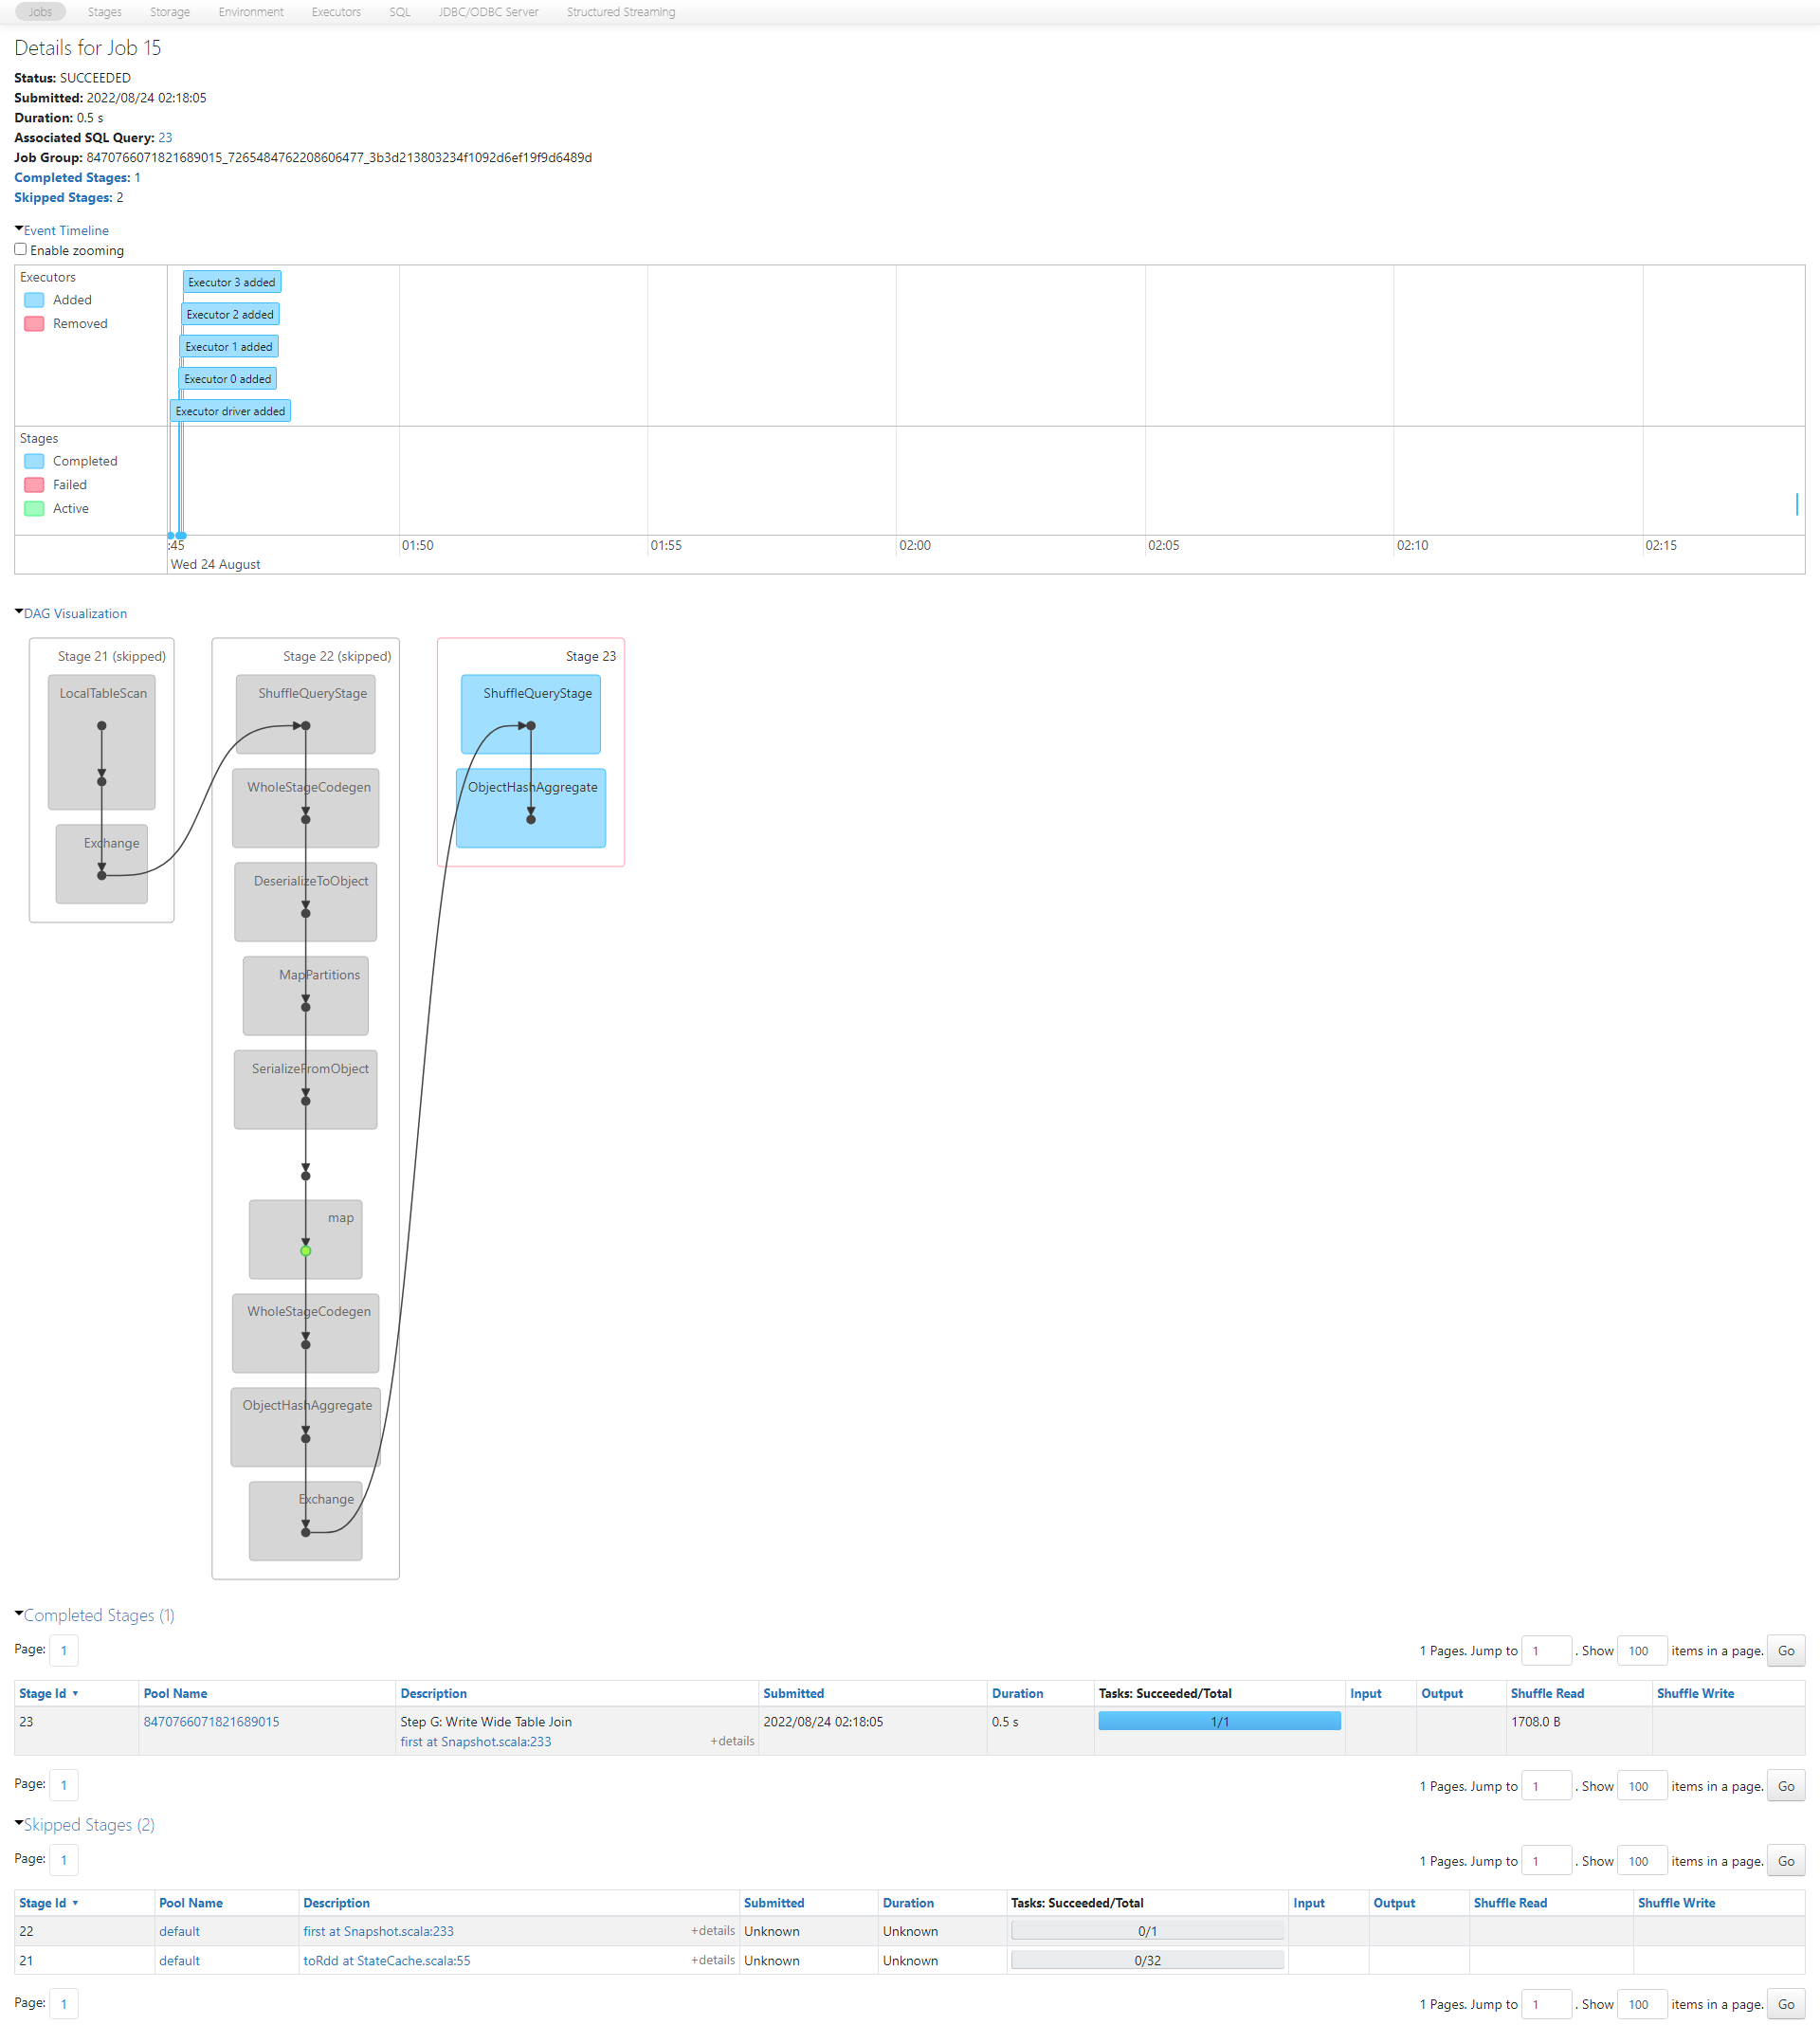 Jobs Stages Storage Environment Executors SQL JDBC/ODBC Server Structured Streaming
Details for Job 15
Status: SUCCEEDED
Submitted: 2022/08/24 02:18:05
Duration: 0.5 s
Associated SQL Query: 23
Job Group: 8470766071821689015_7265484762208606477_3b3d213803234f1092d6ef19f9d6489d
Completed Stages: 1
Skipped Stages: 2
Event Timeline
Enable zooming
Executors
Added
Removed
Executor 3 added
Executor 2 added
Executor 1 added
Executor 0 added
Executor driver added
Stages
Completed
Failed
Active
:45 01:50 01:55 02:00 02:05 02:10 02:15
Wed 24 August
DAG Visualization
Stage 21 (skipped)
LocalTableScan
Exchange
Stage 22 (skipped)
ShuffleQueryStage
WholeStageCodegen
DeserializeToObject
MapPartitions
SerializeFromObject
map
WholeStageCodegen
ObjectHashAggregate
Exchange
Stage 23
ShuffleQueryStage
ObjectHashAggregate
Completed Stages (1)
Page: 1 1 Pages. Jump to 1 . Show 100 items in a page. Go
Stage Id Pool Name Description Submitted Duration Tasks: Succeeded/Total Input Output Shuffle Read Shuffle Write
23 8470766071821689015 Step G: Write Wide Table Join 2022/08/24 02:18:05 0.5 s 1/1 1708.0 B
first at Snapshot.scala:233 +details
Page: 1 1 Pages. Jump to 1 . Show 100 items in a page. Go
Skipped Stages (2)
Page: 1 1 Pages. Jump to 1 . Show 100 items in a page. Go
Stage Id Pool Name Description Submitted Duration Tasks: Succeeded/Total Input Output Shuffle Read Shuffle Write
22 default first at Snapshot.scala:233 +details Unknown Unknown 0/1
21 default toRdd at StateCache.scala:55 +details Unknown Unknown 0/32
Page: 1 1 Pages. Jump to 1 . Show 100 items in a page. Go